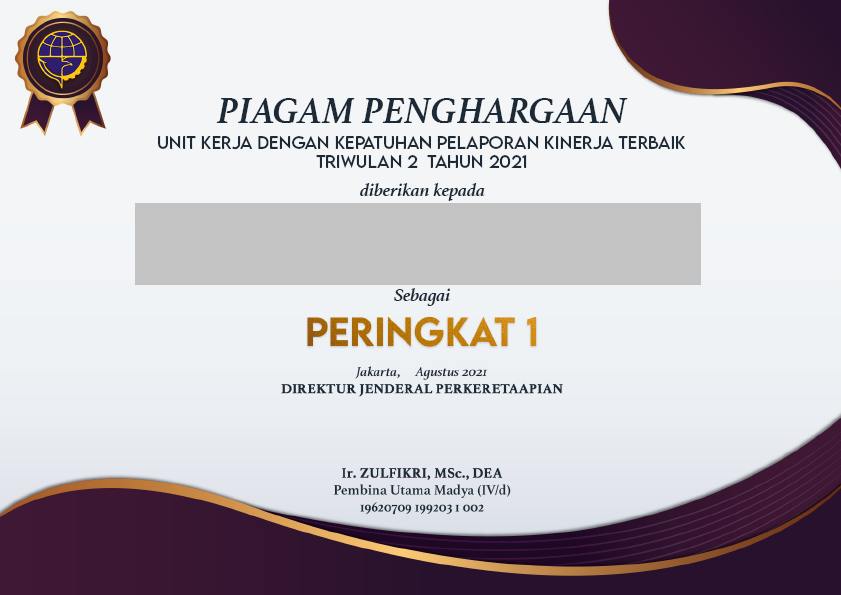 PIAGAM PENGHARGAAN
UNIT KERJA DENGAN KEPATUHAN PELAPORAN KINERJA TERBAIK
TRIWULAN 2 TAHUN 2021
diberikan kepada
Sebagai
PERINGKAT 1
Jakarta, Agustus 2021
DIREKTUR JENDERAL PERKERETAAPIAN
Ir. ZULFIKRI, MSc., DEA
Pembina Utama Madya (IV/d)
19620709 199203 1 002